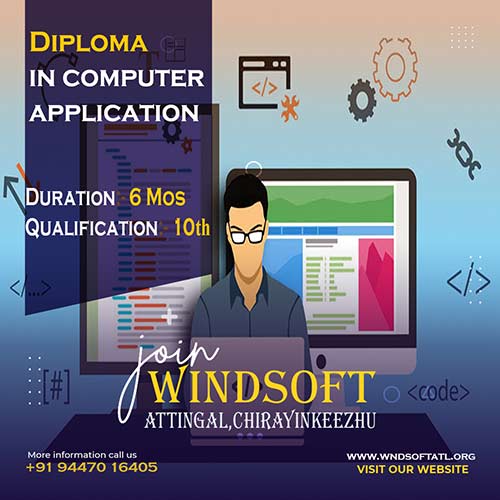 Diploma
in computer
application
Duration 6 Mos
Qualification 10th
</>
</...>
</>
[#]
<code>
join
WINDSOFT
ATTINGAL,CHIRAYINKEEZHU
More information call us
+91 94470 16405
WWW.WNDSOFTATL.ORG
VISIT OUR WEBSITE